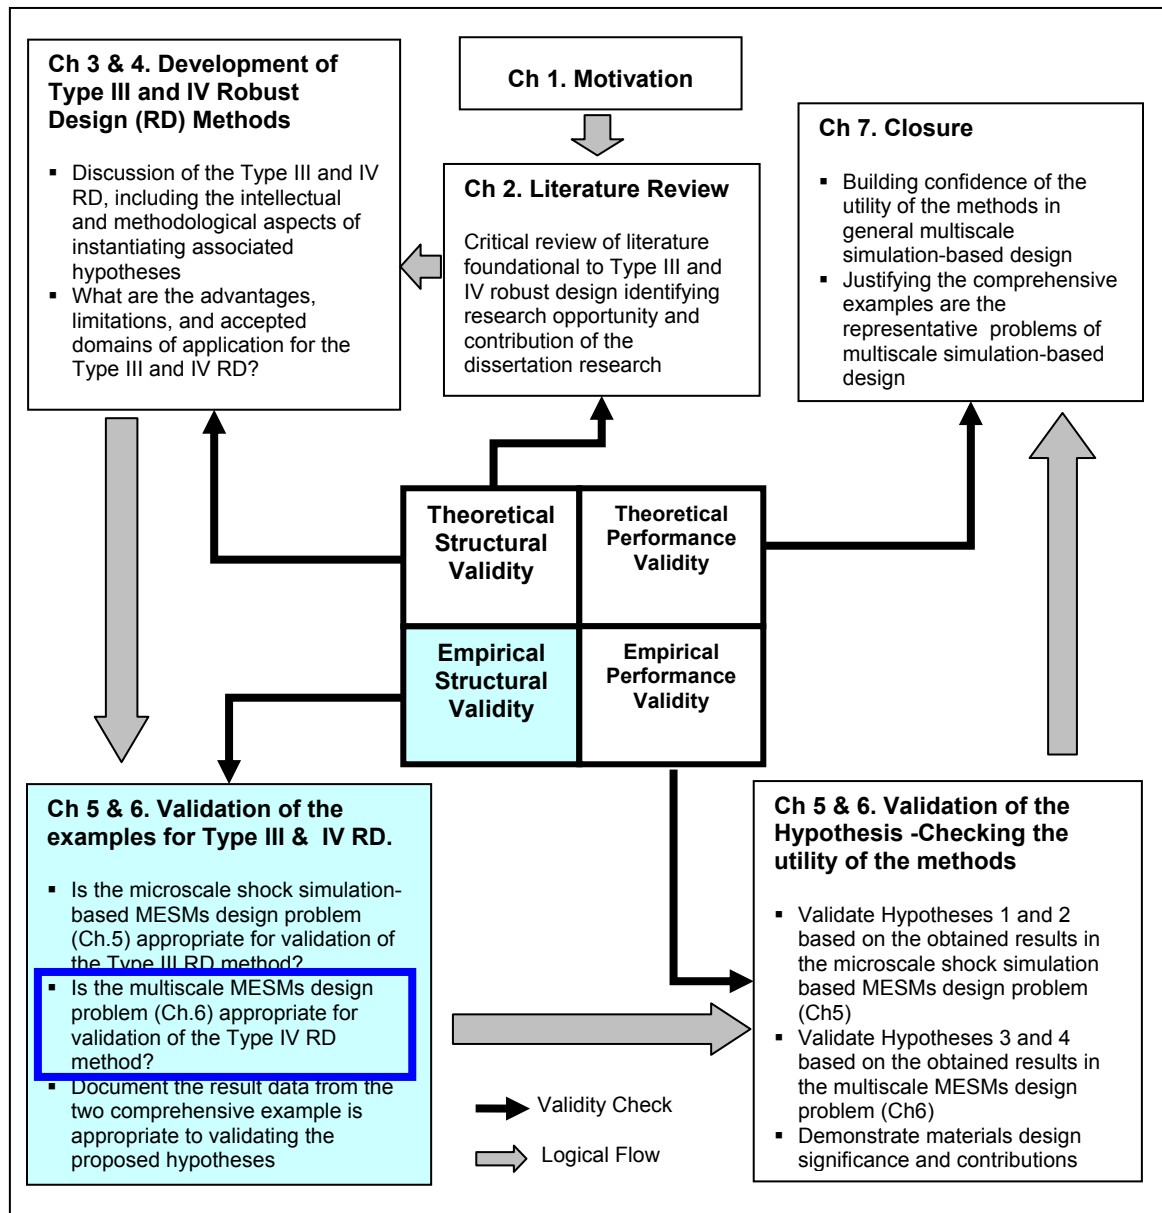 Ch 3 & 4. Development of
Type III and IV Robust
Design (RD) Methods
▪ Discussion of the Type III and IV
RD, including the intellectual
and methodological aspects of
instantiating associated
hypotheses
▪ What are the advantages,
limitations, and accepted
domains of application for the
Type III and IV RD?
Ch 1. Motivation
Ch 2. Literature Review
Critical review of literature
foundational to Type III and
IV robust design identifying
research opportunity and
contribution of the
dissertation research
Ch 7. Closure
▪ Building confidence of the
utility of the methods in
general multiscale
simulation-based design
▪ Justifying the comprehensive
examples are the
representative problems of
multiscale simulation-based
design
Theoretical
Structural
Validity
Theoretical
Performance
Validity
Empirical
Structural
Validity
Empirical
Performance
Validity
Ch 5 & 6. Validation of the
examples for Type III & IV RD.
▪ Is the microscale shock simulation-
based MESMs design problem
(Ch.5) appropriate for validation of
the Type III RD method?
▪ Is the multiscale MESMs design
problem (Ch.6) appropriate for
validation of the Type IV RD
method?
▪ Document the result data from the
two comprehensive example is
appropriate to validating the
proposed hypotheses
Validity Check
Logical Flow
Ch 5 & 6. Validation of the
Hypothesis -Checking the
utility of the methods
▪ Validate Hypotheses 1 and 2
based on the obtained results in
the microscale shock simulation
based MESMs design problem
(Ch5)
▪ Validate Hypotheses 3 and 4
based on the obtained results in
the multiscale MESMs design
problem (Ch6)
▪ Demonstrate materials design
significance and contributions